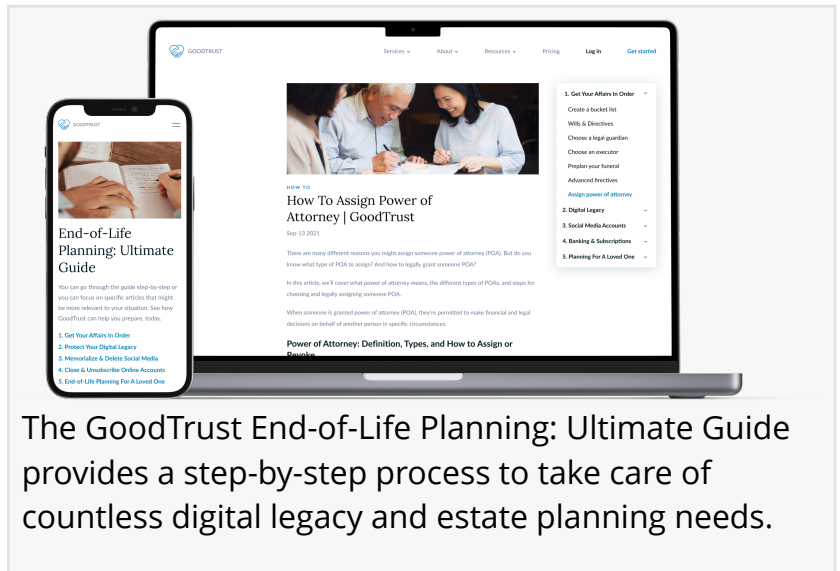 GOODTRUST
Services
About
Resources
Pricing
Log in
Get started
HOW TO
How To Assign Power of
Attorney | GoodTrust
Sep-13 2021
There are many different reasons you might assign someone power of attorney (POA). But do you
know what type of POA to assign? And how to legally grant someone POA?
In this article, we'll cover what power of attorney means, the different types of POAs, and steps for
choosing and legally assigning someone POA.
When someone is granted power of attorney (POA), they're permitted to make financial and legal
decisions on behalf of another person in specific circumstances.
Power of Attorney: Definition, Types, and How to Assign or
Revoke
1. Get Your Affairs In Order
Create a bucket list
Wills & Directives
Choose a legal guardian
Choose an executor
Preplan your funeral
Advanced firectives
Assign power of attorney
2. Digital Legacy
3. Social Media Accounts
4. Banking & Subscriptions
5. Planning For A Loved One
GOODTRUST
End-of-Life
Planning: Ultimate
Guide
You can go through the guide step-by-step or
you can focus on specific articles that might
be more relevant to your situation. See how
GoodTrust can help you prepare, today.
1. Get Your Affairs In Order
2. Protect Your Digital Legacy
3. Memorialize & Delete Social Media
4. Close & Unsubscribe Online Accounts
5. End-of-Life Planning For A Loved One
The GoodTrust End-of-Life Planning: Ultimate Guide
provides a step-by-step process to take care of
countless digital legacy and estate planning needs.